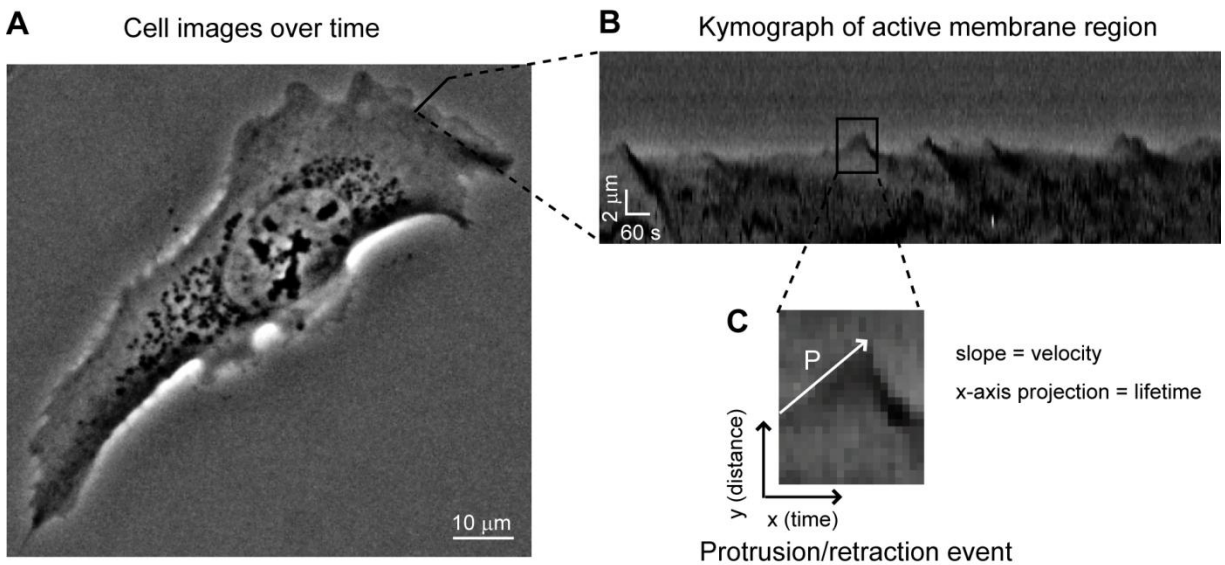 A
Cell images over time
B
Kymograph of active membrane region
2 μm
60 s
10 μm
C
P
slope = velocity
x-axis projection = lifetime
y (distance)
x (time)
Protrusion/retraction event